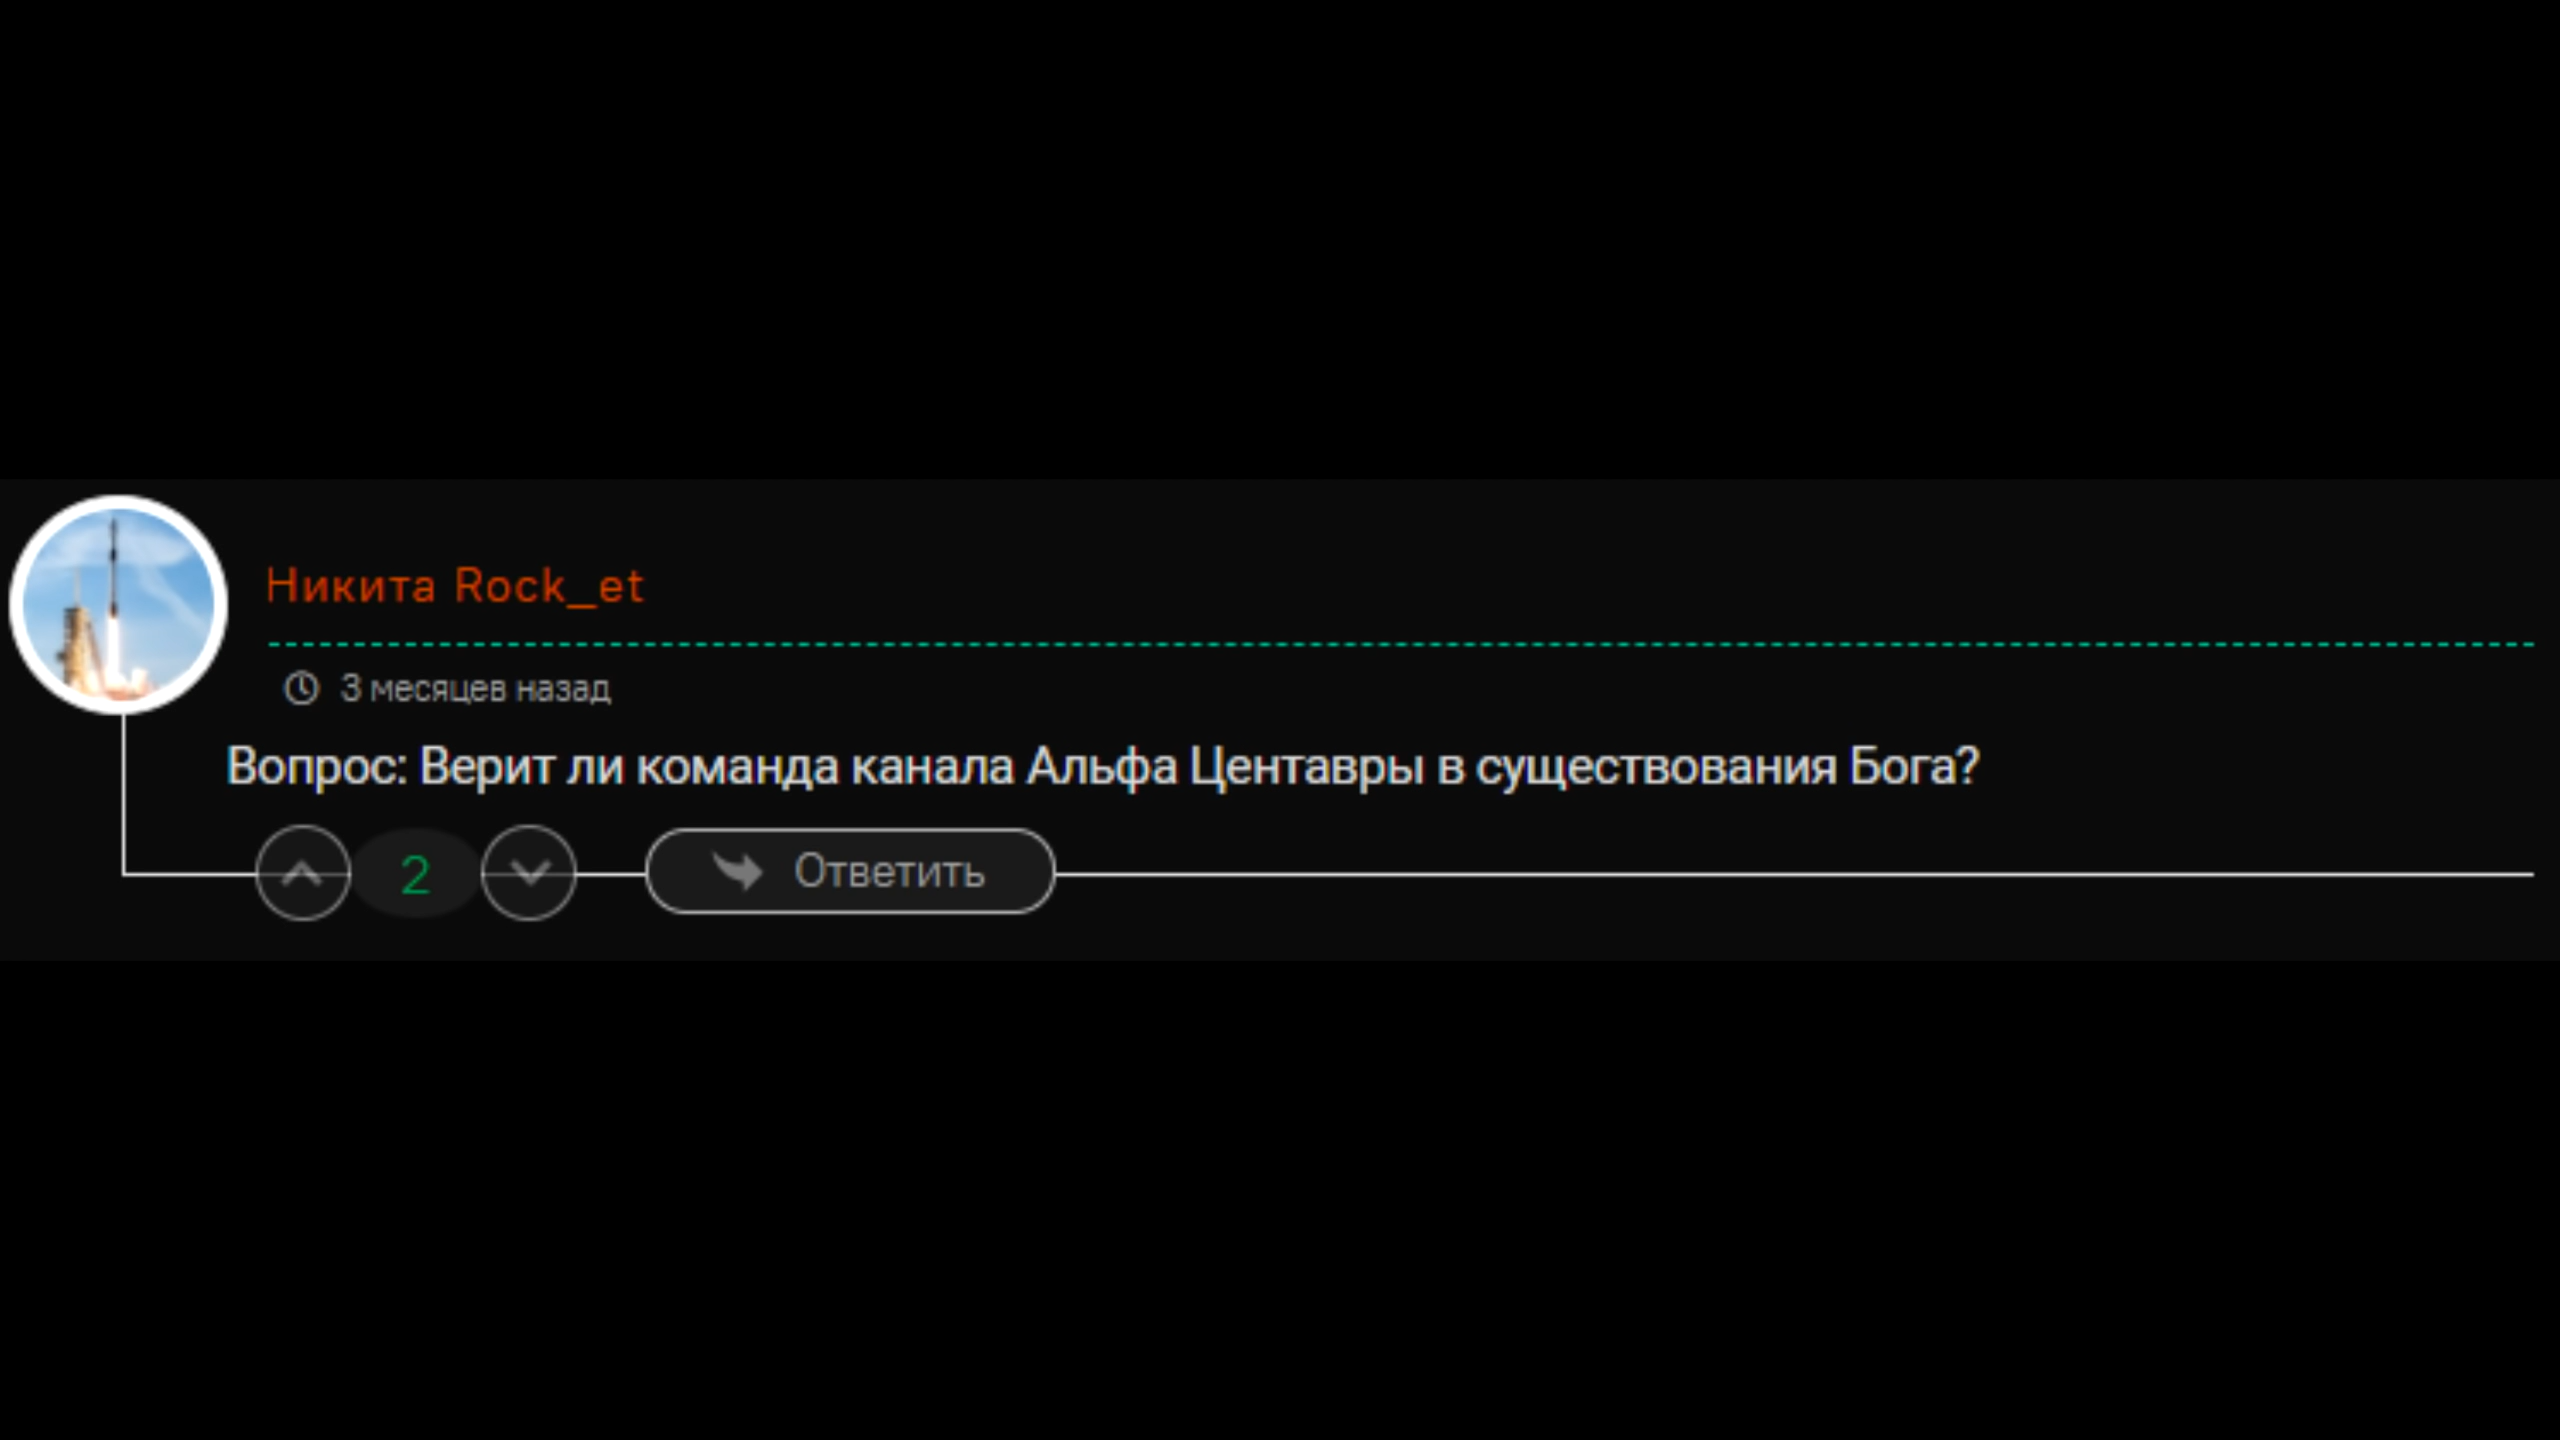 Никита Rock_et
3 месяцев назад
Вопрос: Верит ли команда канала Альфа Центавры в существования Бога?
2
Ответить